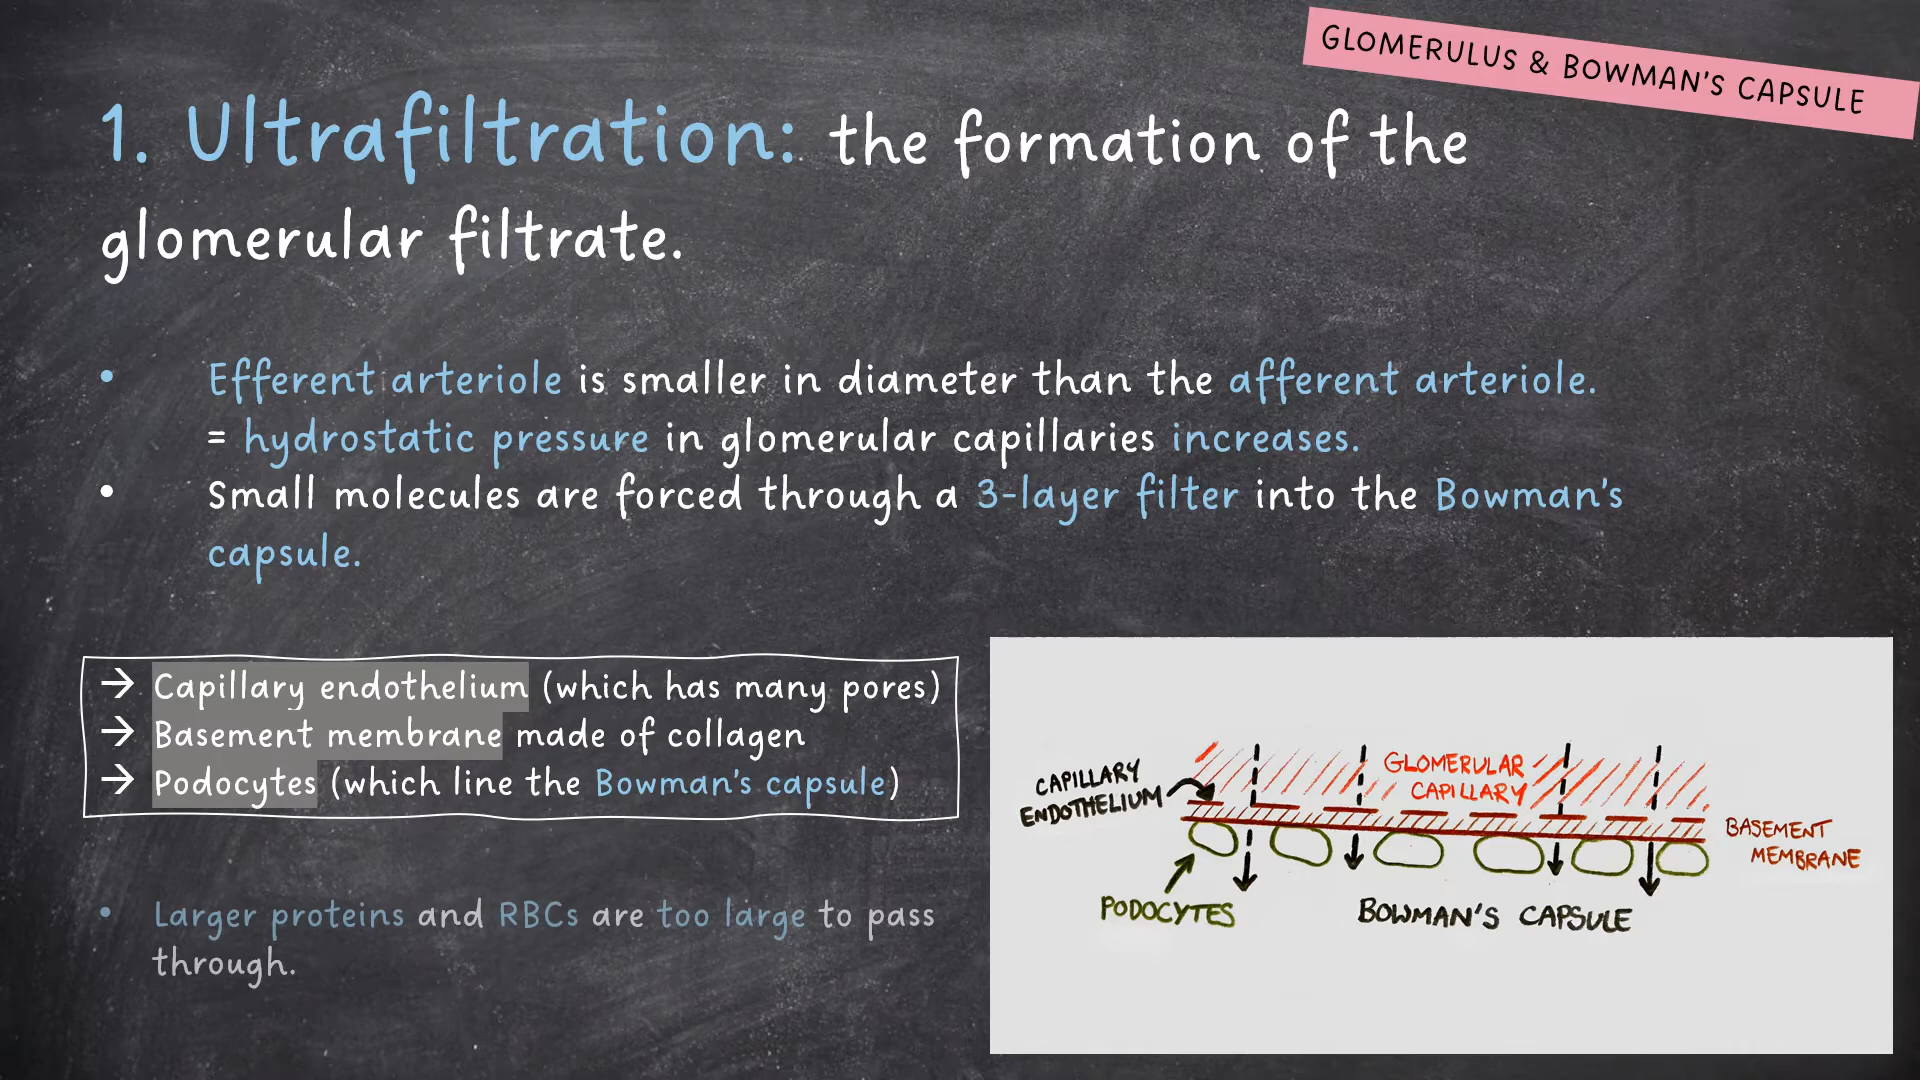 GLOMERULUS & BOWMAN'S CAPSULE
1. Ultrafiltration: the formation of the
glomerular filtrate.
• Efferent arteriole is smaller in diameter than the afferent arteriole.
= hydrostatic pressure in glomerular capillaries increases.
• Small molecules are forced through a 3-layer filter into the Bowman's
capsule.
→ Capillary endothelium (which has many pores)
→ Basement membrane made of collagen
→ Podocytes (which line the Bowman's capsule)
• Larger proteins and RBCs are too large to pass
through.
CAPILLARY
ENDOTHELIUM
GLOMERULAR
CAPILLARY
BASEMENT
MEMBRANE
PODOCYTES
BOWMAN'S CAPSULE